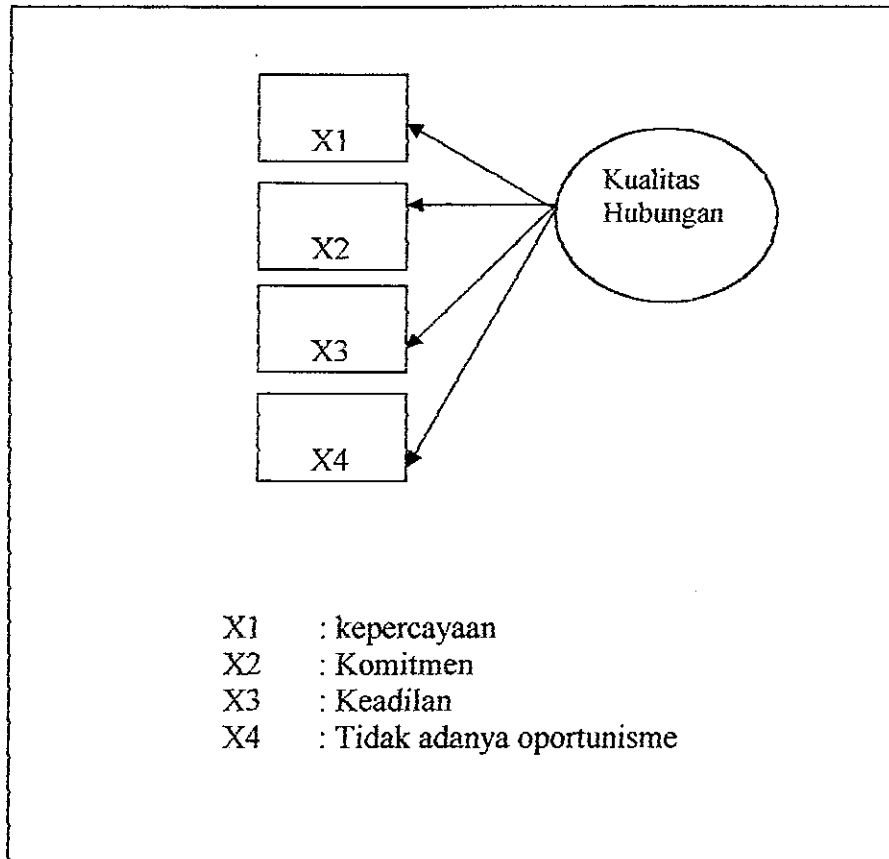 X1
Kualitas
Hubungan
X2
X3
X4
X1 : kepercayaan
X2 : Komitmen
X3 : Keadilan
X4 : Tidak adanya oportunisme